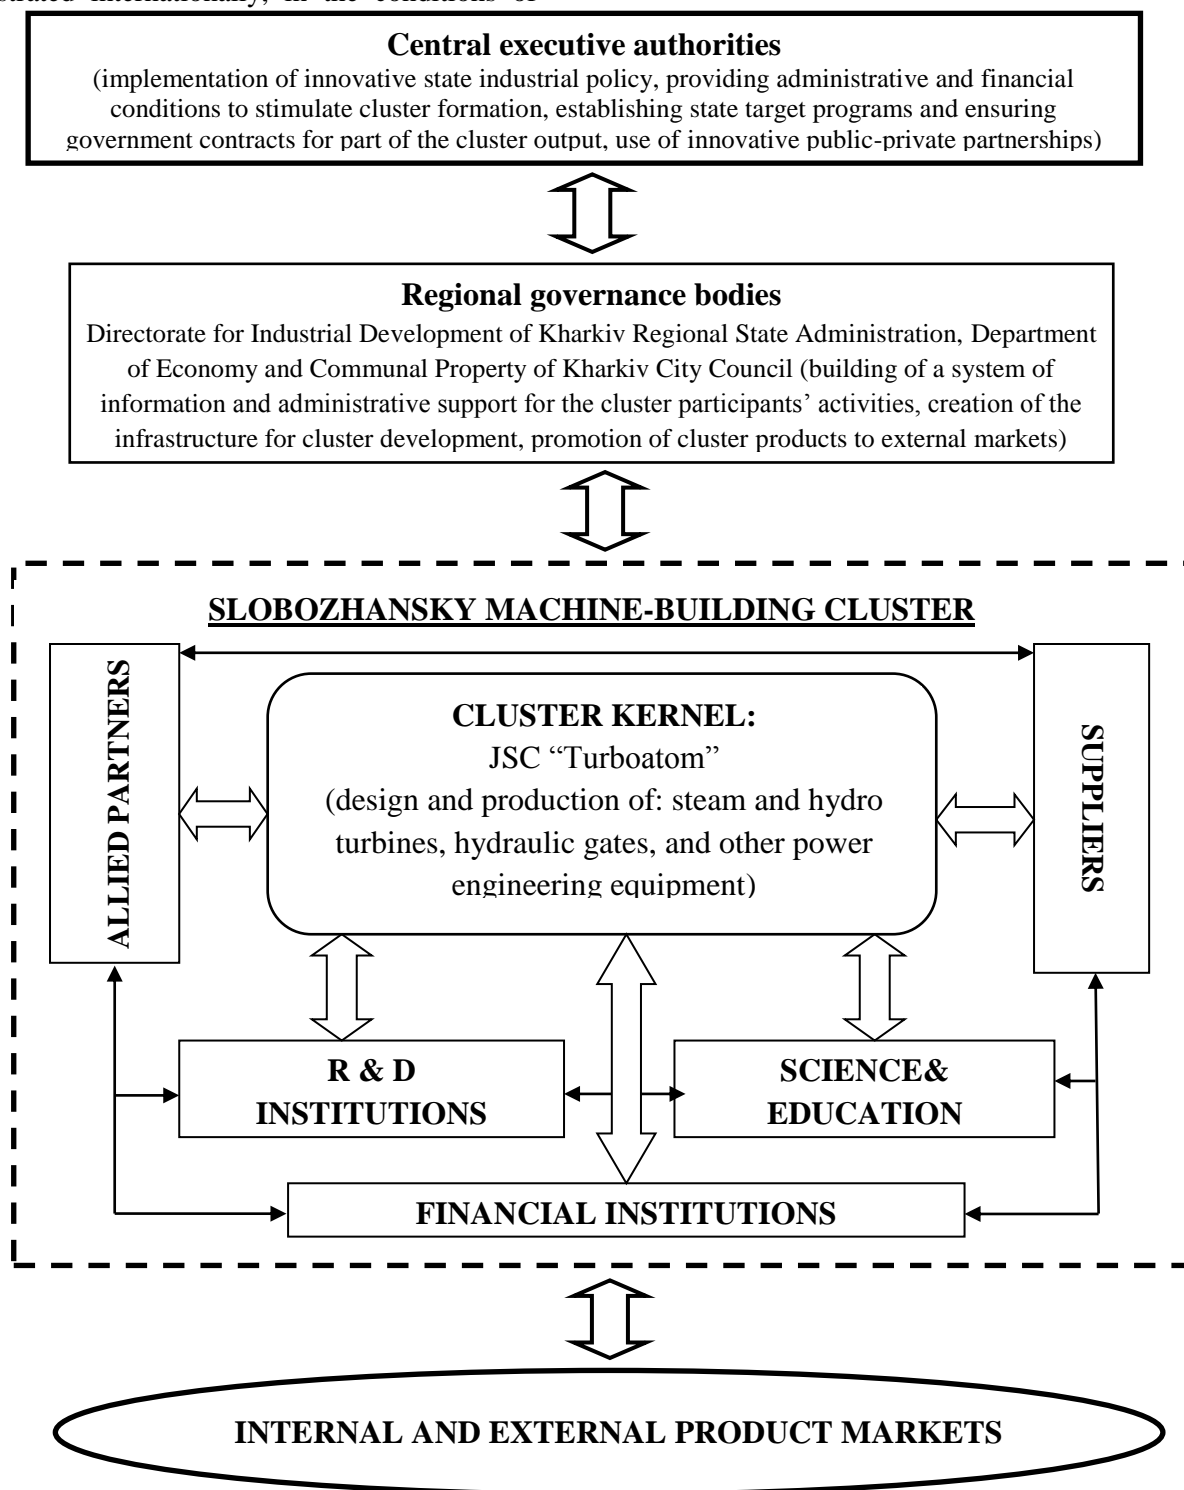 internationally, in the conditions of
Central executive authorities
(implementation of innovative state industrial policy, providing administrative and financial
conditions to stimulate cluster formation, establishing state target programs and ensuring
government contracts for part of the cluster output, use of innovative public-private partnerships)
Regional governance bodies
Directorate for Industrial Development of Kharkiv Regional State Administration, Department
of Economy and Communal Property of Kharkiv City Council (building of a system of
information and administrative support for the cluster participants’ activities, creation of the
infrastructure for cluster development, promotion of cluster products to external markets)
SLOBOZHANSKY MACHINE-BUILDING CLUSTER
ALLIED PARTNERS
CLUSTER KERNEL:
JSC “Turboatom”
(design and production of: steam and hydro
turbines, hydraulic gates, and other power
engineering equipment)
SUPPLIERS
R & D
INSTITUTIONS
SCIENCE&
EDUCATION
FINANCIAL INSTITUTIONS
INTERNAL AND EXTERNAL PRODUCT MARKETS